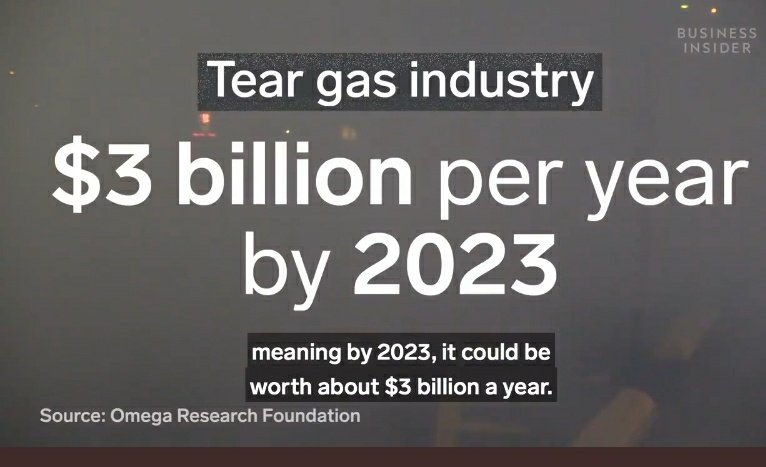 BUSINESS
INSIDER
Tear gas industry
$3 billion per year
by 2023
meaning by 2023, it could be
worth about $3 billion a year.
Source: Omega Research Foundation